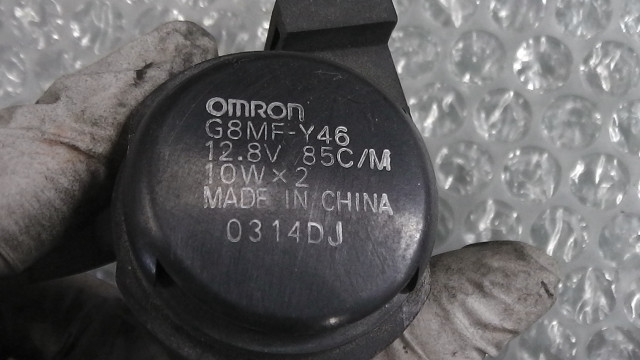 OMRON
G8MF-Y46
12.8V 85C/M
10W×2
MADE IN CHINA
0314DJ